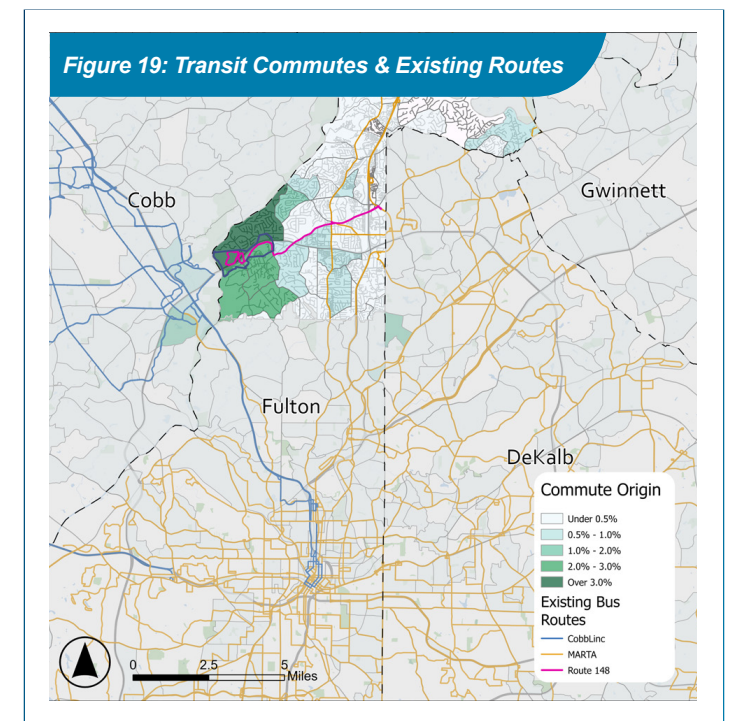 Figure 19: Transit Commutes & Existing Routes
Cobb
Gwinnett
Fulton
DeKalb
Commute Origin
Under 0.5%
0.5% - 1.0%
1.0% - 2.0%
2.0% - 3.0%
Over 3.0%
Existing Bus
Routes
CobbLinc
MARTA
Route 148
0 2.5 5
Miles